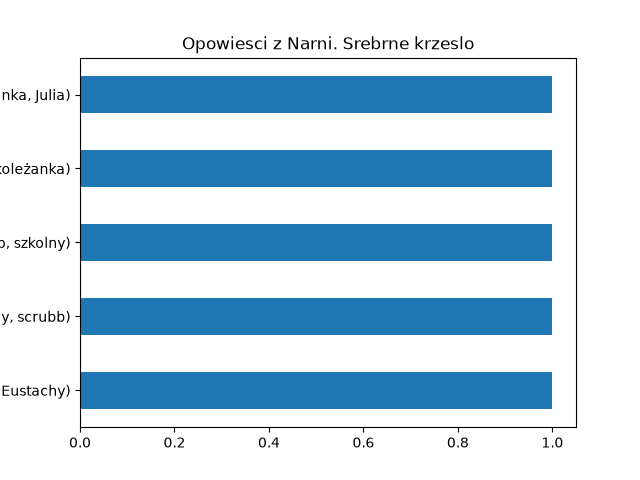 Opowiesci z Narni. Srebrne krzeslo
nka, Julia)
koleżanka)
, szkolny)
y, scrubb)
Eustachy)
0.0 0.2 0.4 0.6 0.8 1.0